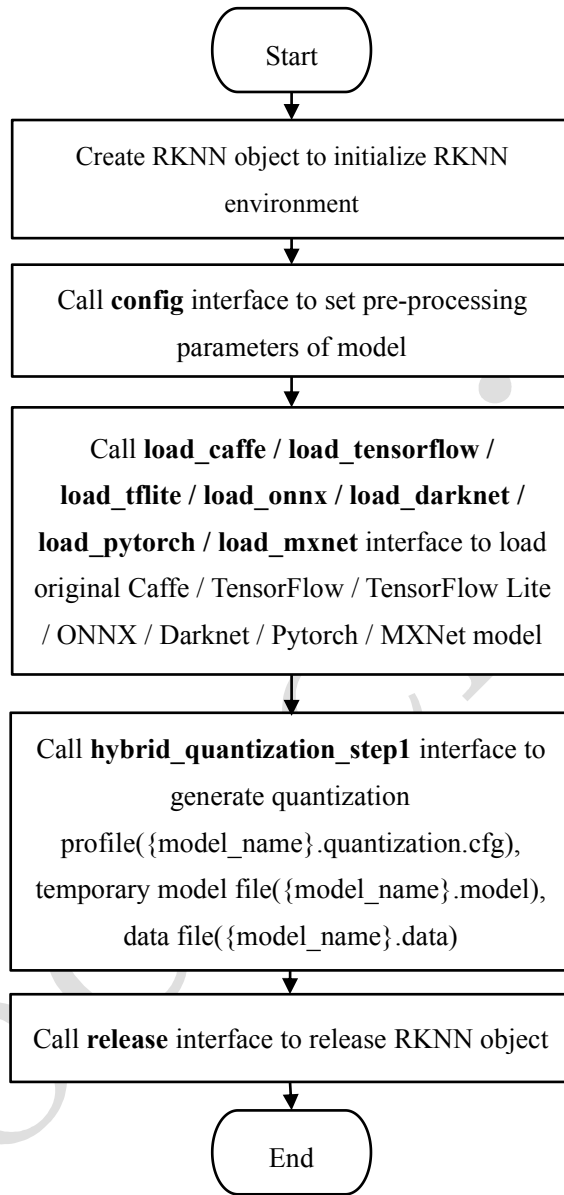 Start
Create RKNN object to initialize RKNN
environment
Call config interface to set pre-processing
parameters of model
Call load_caffe / load_tensorflow /
load_tflite / load_onnx / load_darknet /
load_pytorch / load_mxnet interface to load
original Caffe / TensorFlow / TensorFlow Lite
/ ONNX / Darknet / Pytorch / MXNet model
Call hybrid_quantization_step1 interface to
generate quantization
profile({model_name}.quantization.cfg),
temporary model file({model_name}.model),
data file({model_name}.data)
Call release interface to release RKNN object
End